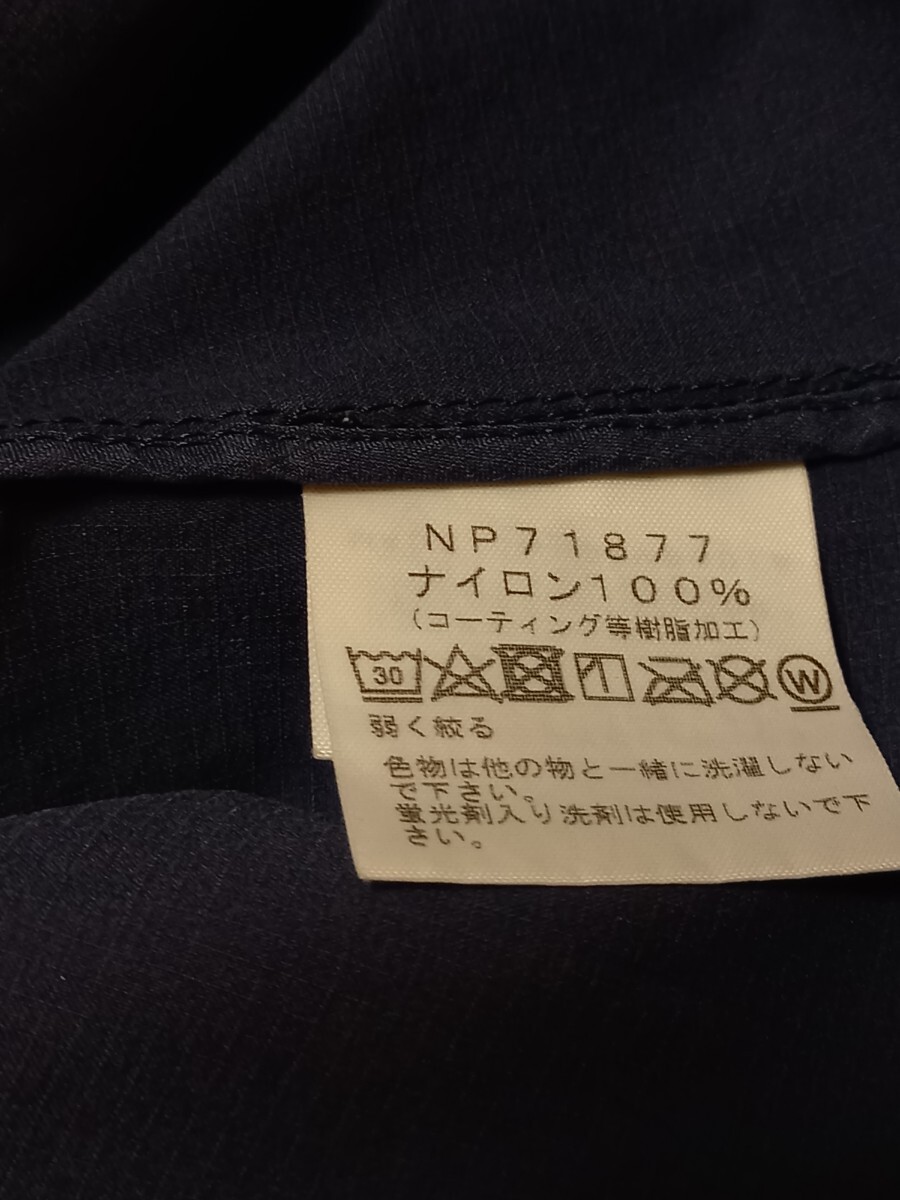 NP71877
ナイロン100%
(コーティング等樹脂加工)
30 W
弱く絞る
色物は他の物と一緒に洗濯しない
で下さい。
蛍光剤入り洗剤は使用しないで下
さい。